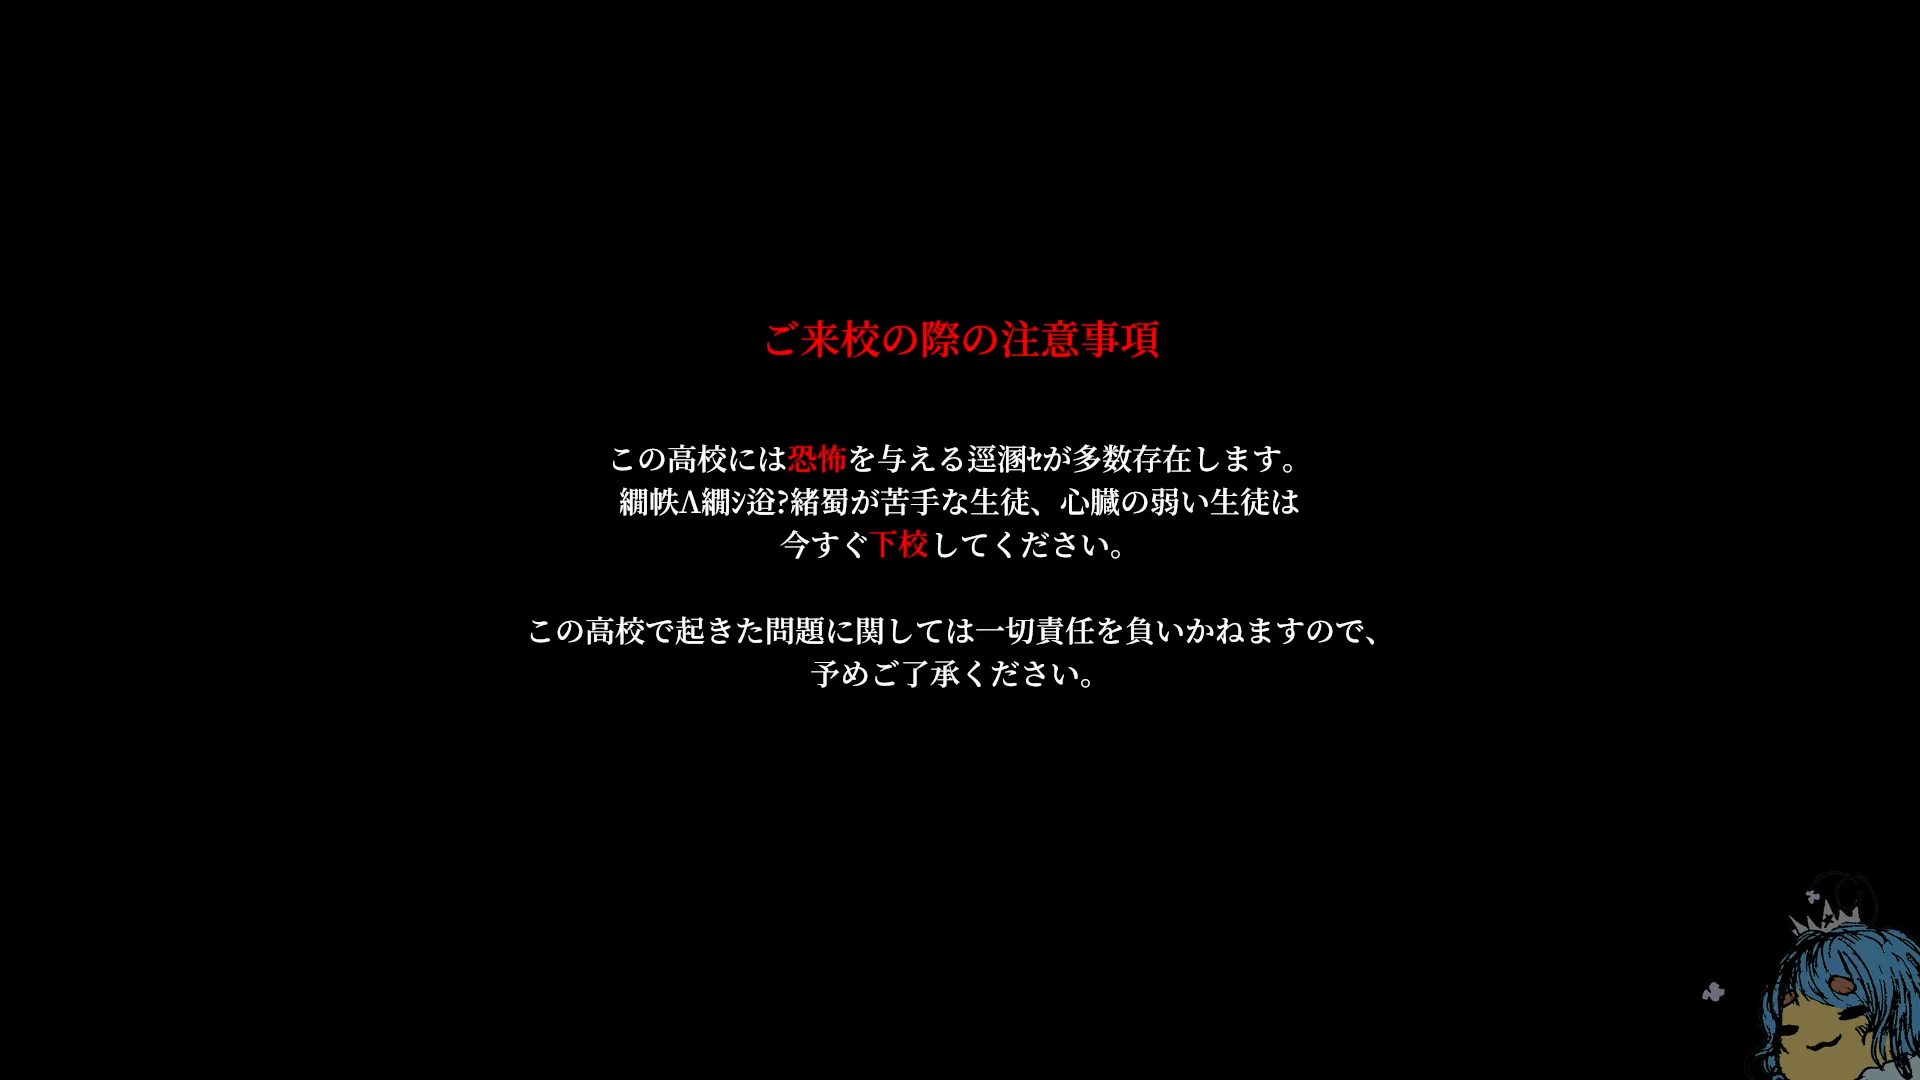 ご来校の際の注意事項
この高校には恐怖を与える逕溷ｾが多数存在します。
繝帙Λ繝ｼ逧?緒蜀が苦手な生徒、心臓の弱い生徒は
今すぐ下校してください。
この高校で起きた問題に関しては一切責任を負いかねますので、
予めご了承ください。